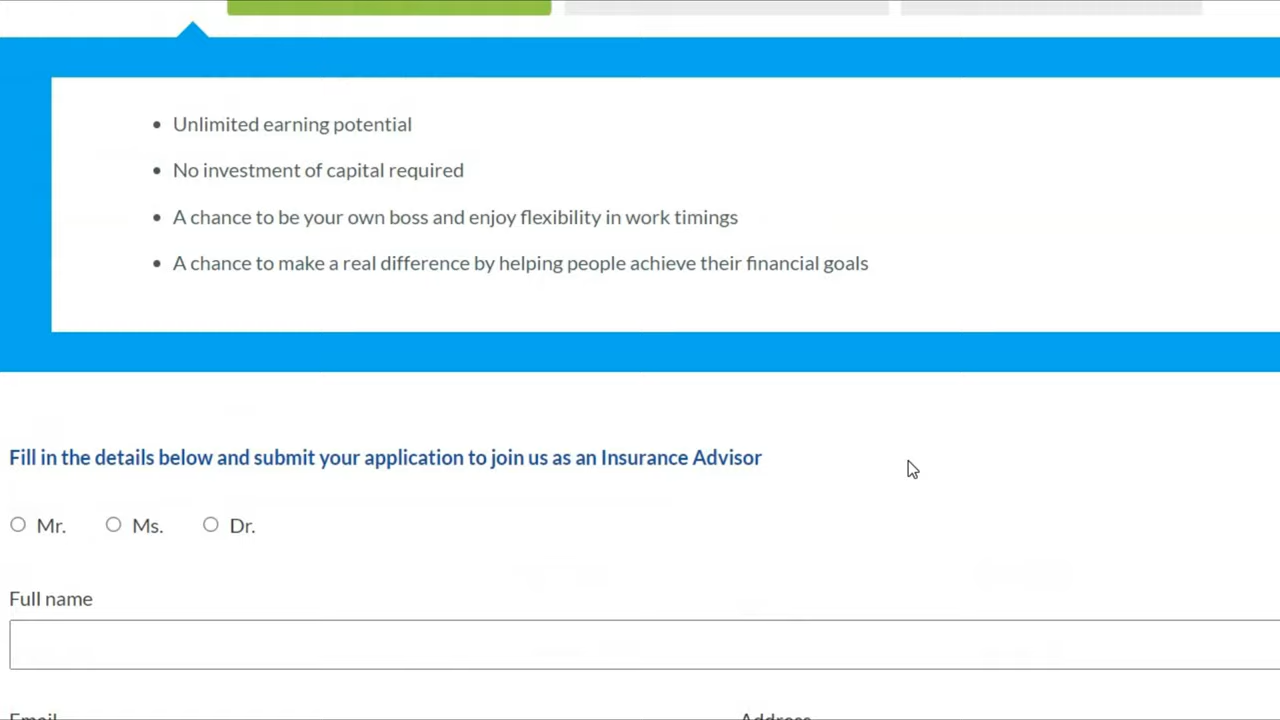 Unlimited earning potential
No investment of capital required
A chance to be your own boss and enjoy flexibility in work timings
A chance to make a real difference by helping people achieve their financial goals
Fill in the details below and submit your application to join us as an Insurance Advisor
Mr. Ms. Dr.
Full name
Email Address